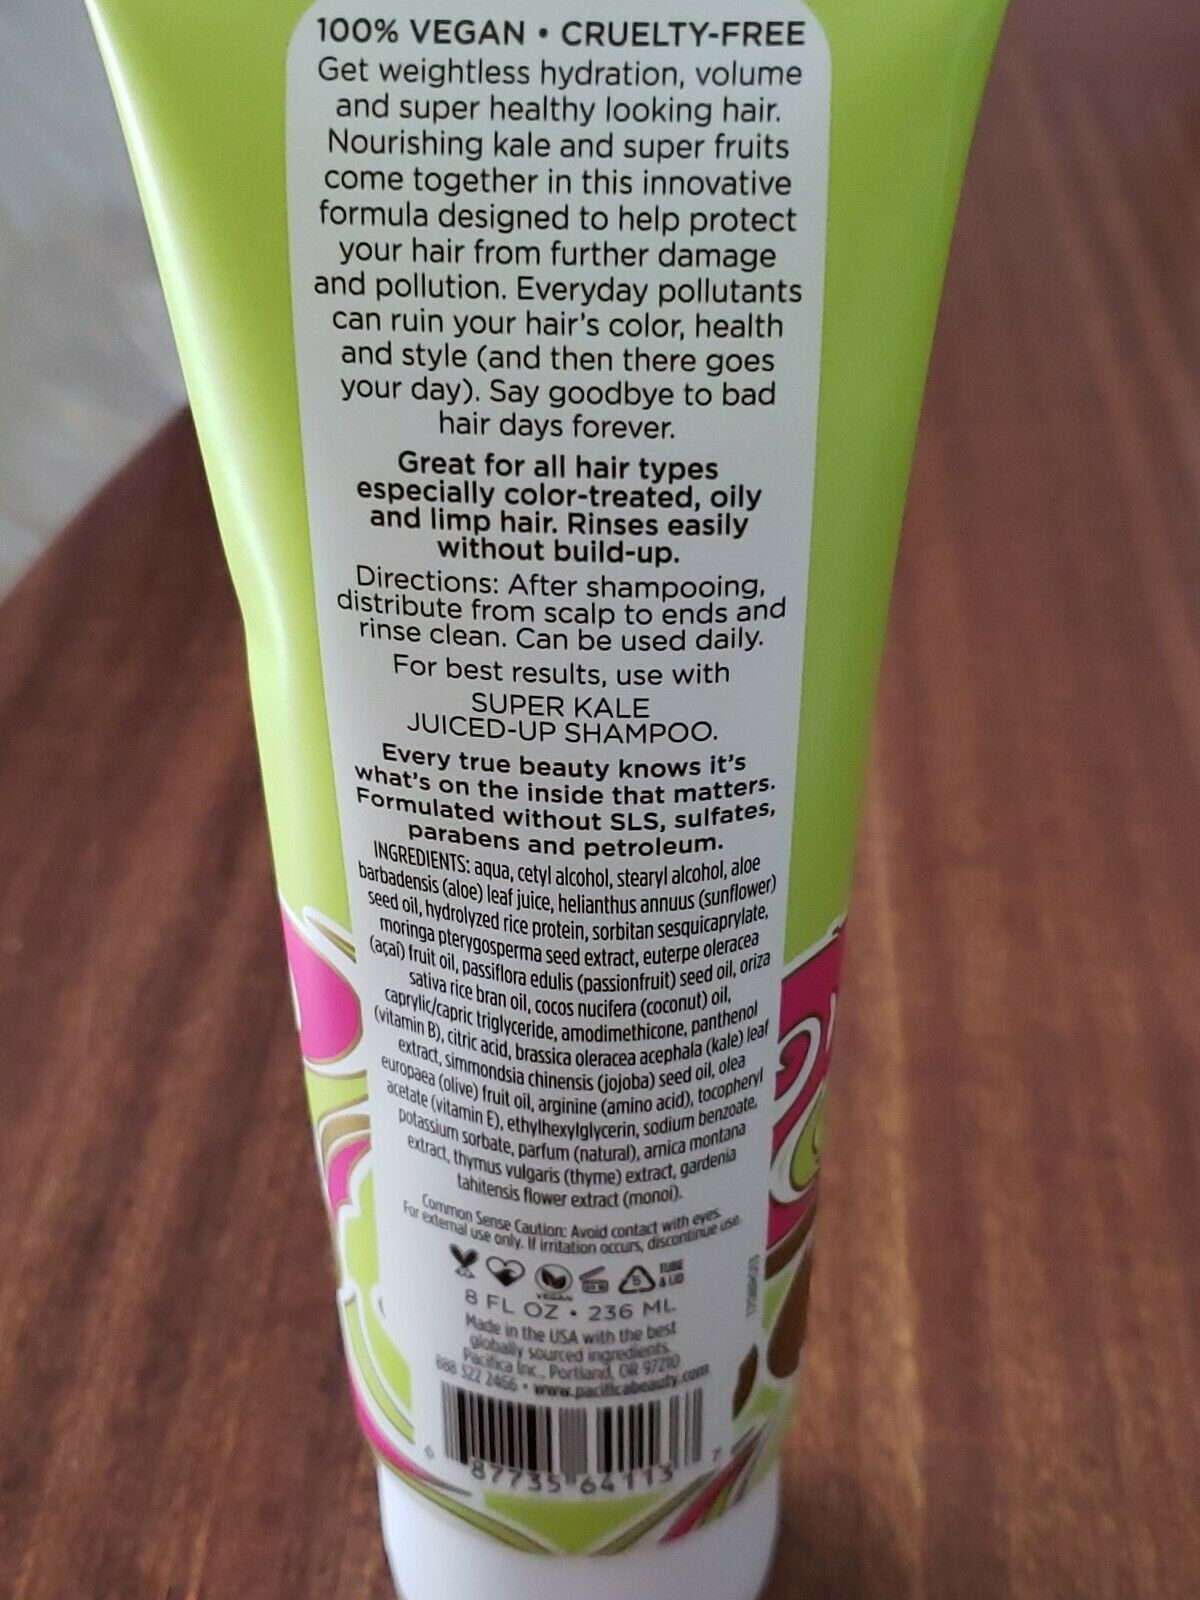 100% VEGAN • CRUELTY-FREE
Get weightless hydration, volume
and super healthy looking hair.
Nourishing kale and super fruits
come together in this innovative
formula designed to help protect
your hair from further damage
and pollution. Everyday pollutants
can ruin your hair's color, health
and style (and then there goes
your day). Say goodbye to bad
hair days forever.
Great for all hair types
especially color-treated, oily
and limp hair. Rinses easily
without build-up.
Directions: After shampooing,
distribute from scalp to ends and
rinse clean. Can be used daily.
For best results, use with
SUPER KALE
JUICED-UP SHAMPOO.
Every true beauty knows it's
what's on the inside that matters.
Formulated without SLS, sulfates,
parabens and petroleum.
INGREDIENTS: aqua, cetyl alcohol, stearyl alcohol, aloe
barbadensis (aloe) leaf juice, helianthus annuus (sunflower)
seed oil, hydrolyzed rice protein, sorbitan sesquicaprylate,
moringa pterygosperma seed extract, euterpe oleracea
(açaí) fruit oil, passiflora edulis (passionfruit) seed oil, oriza
sativa rice bran oil, cocos nucifera (coconut) oil,
caprylic/capric triglyceride, amodimethicone, panthenol
(vitamin B), citric acid, brassica oleracea acephala (kale) leaf
extract, simmondsia chinensis (jojoba) seed oil, olea
europaea (olive) fruit oil, arginine (amino acid), tocopheryl
acetate (vitamin E), ethylhexylglycerin, sodium benzoate,
potassium sorbate, parfum (natural), arnica montana
extract, thymus vulgaris (thyme) extract, gardenia
tahitensis flower extract (monoi).
Common Sense Caution: Avoid contact with eyes.
For external use only. If irritation occurs, discontinue use.
VEGAN
5
TUBE
& LID
8 FL OZ • 236 ML
Made in the USA with the best
globally sourced ingredients.
Pacifica Inc., Portland, OR 97210
888 522 2466 • www.pacificabeauty.com
6 87735 64113 7